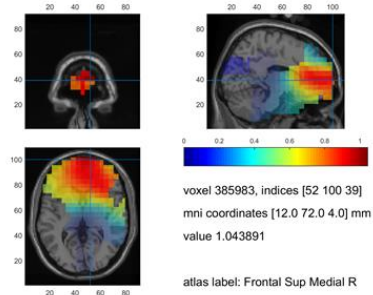 80
60
40
20
20 40 60 80
80
60
40
20
20 40 60 80 100
100
80
60
40
20
20 40 60 80
0 0.2 0.4 0.6 0.8 1
voxel 385983, indices [52 100 39]
mni coordinates [12.0 72.0 4.0] mm
value 1.043891
atlas label: Frontal Sup Medial R